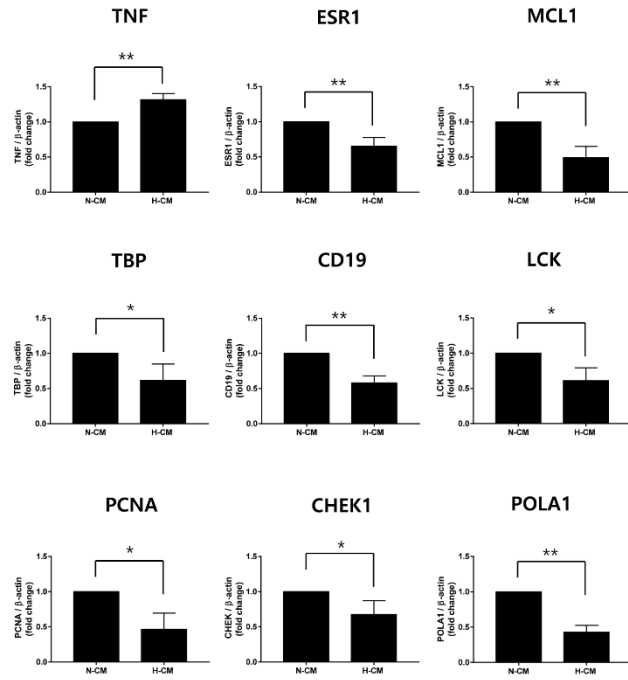 TNF
ESR1
MCL1
**
**
**
TNF / β-actin
(fold change)
1.5
1.0
0.5
0.0
N-CM
H-CM
ESR1 / β-actin
(fold change)
1.5
1.0
0.5
0.0
N-CM
H-CM
MCL1 / β-actin
(fold change)
1.5
1.0
0.5
0.0
N-CM
H-CM
TBP
CD19
LCK
*
**
*
TBP / β-actin
(fold change)
1.5
1.0
0.5
0.0
N-CM
H-CM
CD19 / β-actin
(fold change)
1.5
1.0
0.5
0.0
N-CM
H-CM
LCK / β-actin
(fold change)
1.5
1.0
0.5
0.0
N-CM
H-CM
PCNA
CHEK1
POLA1
*
*
**
PCNA / β-actin
(fold change)
1.5
1.0
0.5
0.0
N-CM
H-CM
CHEK / β-actin
(fold change)
1.5
1.0
0.5
0.0
N-CM
H-CM
POLA1 / β-actin
(fold change)
1.5
1.0
0.5
0.0
N-CM
H-CM